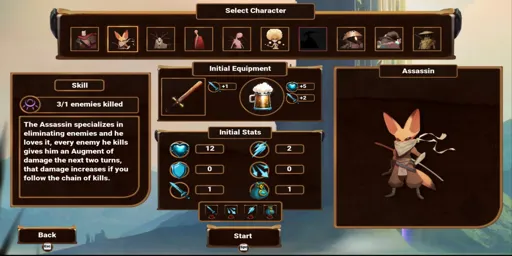 Select Character
Skill
3/1 enemies killed
The Assassin specializes in
eliminating enemies and he
loves it, every enemy he kills
gives him an Augment of
damage the next two turns,
that damage increases if you
follow the chain of kills.
Initial Equipment
+1
+5
+2
Initial Stats
12
2
0
0
1
1
Assassin
Back
Start